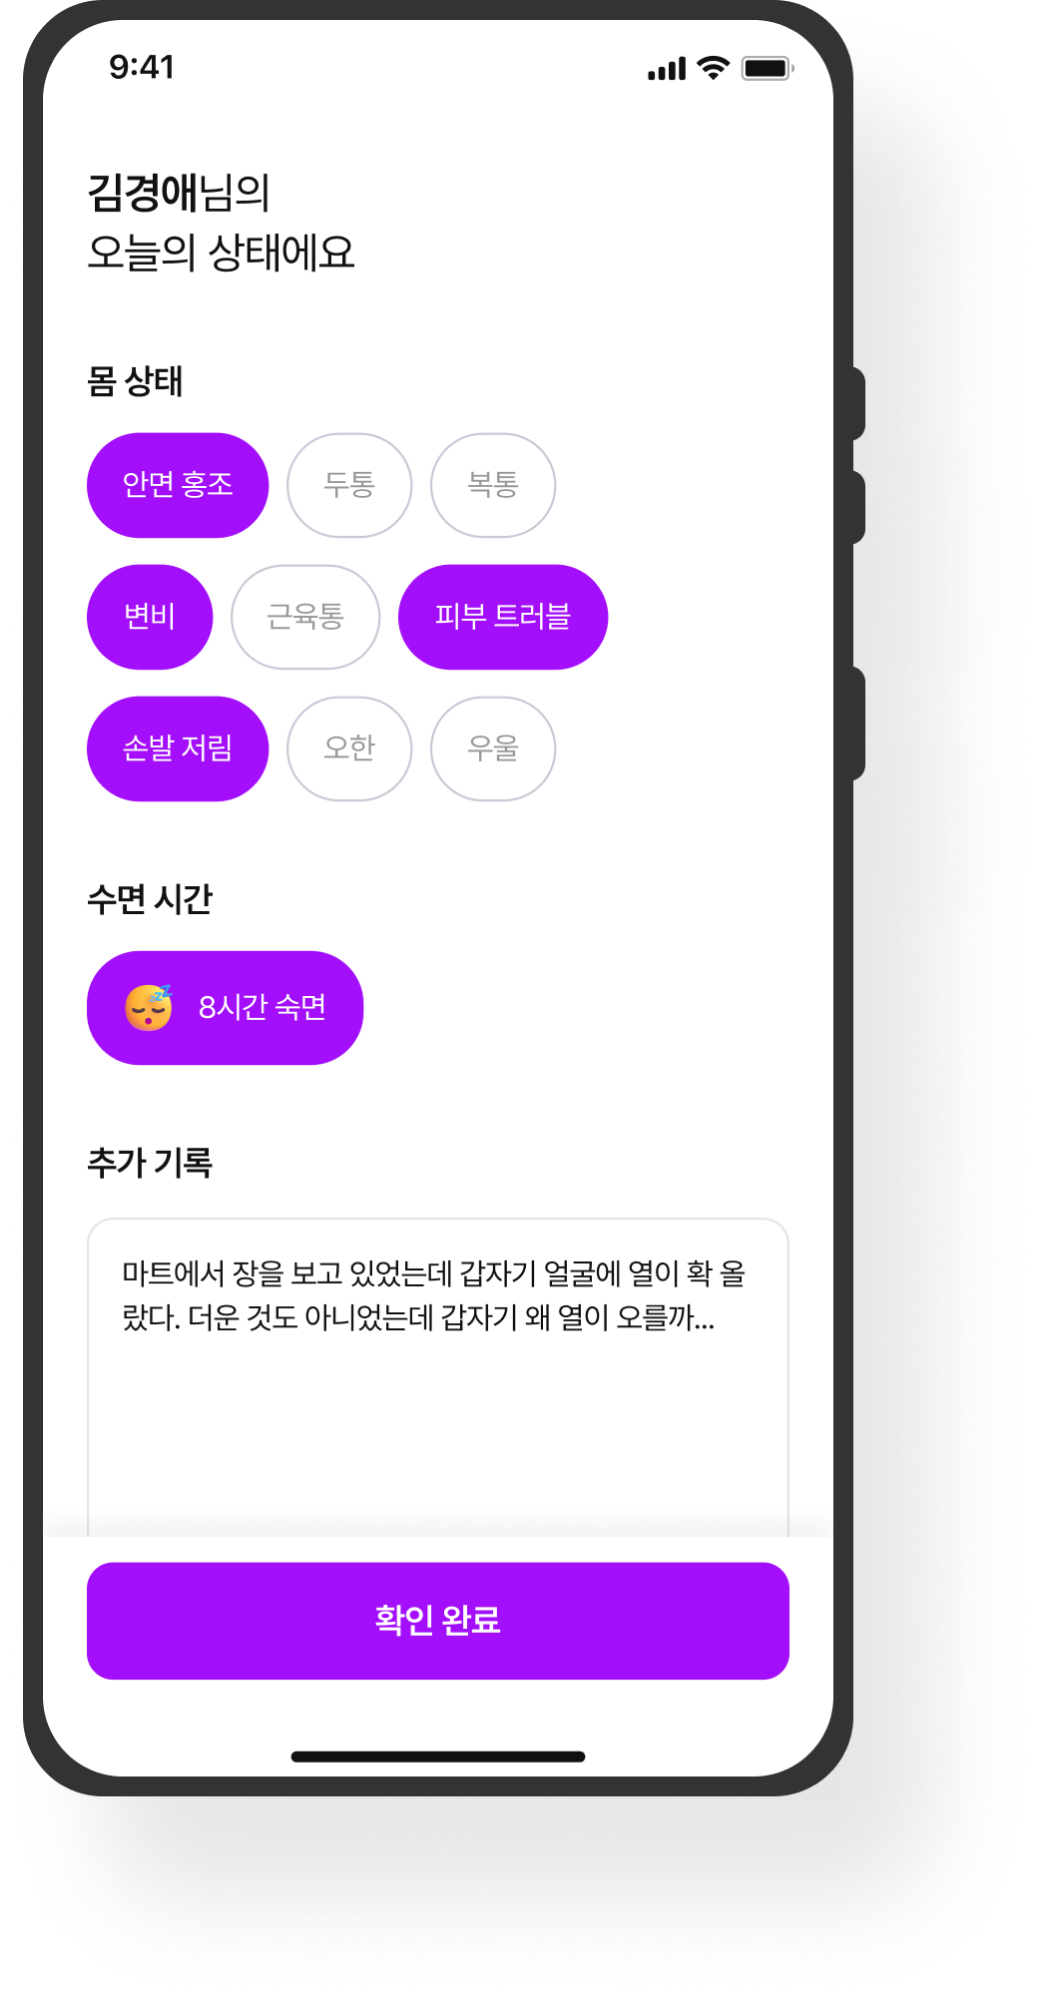 9:41
김경애님의
오늘의 상태에요
몸 상태
안면 홍조 두통 복통
변비 근육통 피부 트러블
손발 저림 오한 우울
수면 시간
8시간 숙면
추가 기록
마트에서 장을 보고 있었는데 갑자기 얼굴에 열이 확 올
랐다. 더운 것도 아니었는데 갑자기 왜 열이 오를까...
확인 완료